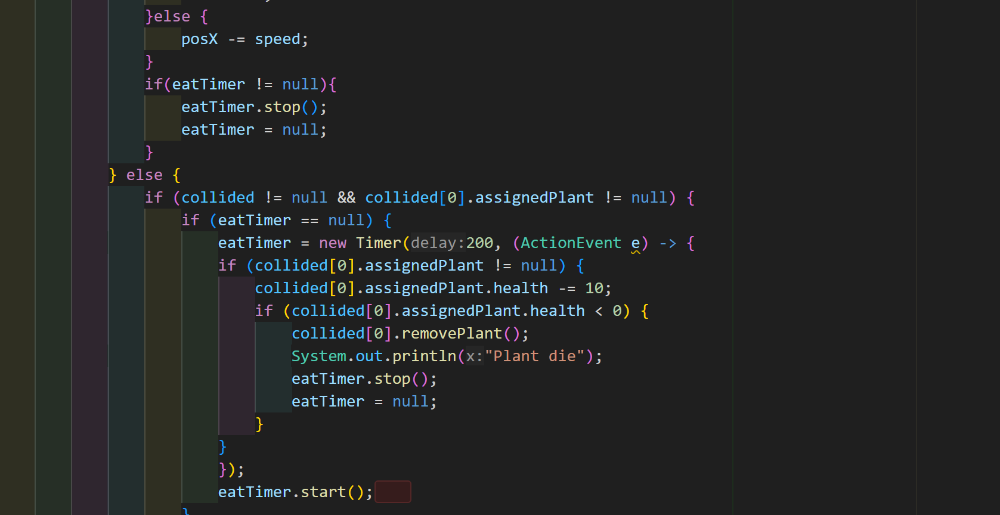 }else {
posX -= speed;
}
if(eatTimer != null){
eatTimer.stop();
eatTimer = null;
}
} else {
if (collided != null && collided[0].assignedPlant != null) {
if (eatTimer == null) {
eatTimer = new Timer(delay:200, (ActionEvent e) -> {
if (collided[0].assignedPlant != null) {
collided[0].assignedPlant.health -= 10;
if (collided[0].assignedPlant.health < 0) {
collided[0].removePlant();
System.out.println(x:"Plant die");
eatTimer.stop();
eatTimer = null;
}
}
});
eatTimer.start();
}